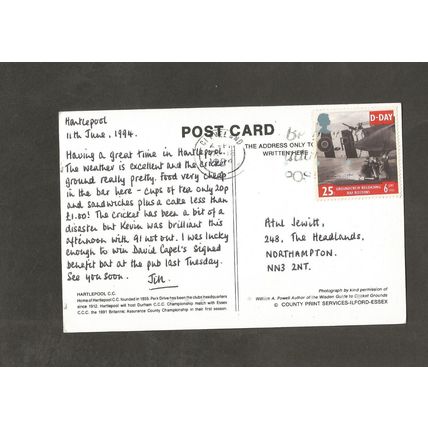 Hartlepool
11th June, 1994.
Having a great time in Hartlepool.
The weather is excellent and the cricket
ground really pretty. Food very cheap
in the bar here - cups of tea only 20p
and sandwiches plus a cake less than
£1.00! The cricket has been a bit of a
disaster but Kevin was brilliant this
afternoon with 91 not out. I was lucky
enough to win David Capel's signed
benefit bat at the pub last Tuesday.
See you soon. Jim.
HARTLEPOOL C.C.
Home of Hartlepool C.C. founded in 1855. Park Drive has been the clubs headquarters
since 1912. Hartlepool will host Durham C.C.C. Championship match with Essex
C.C.C. the 1991 Britannic Assurance County Championship in their first season.
POST CARD
THE ADDRESS ONLY TO
WRITTEN HERE
CLEVELAND
D-DAY
25
GROUNDCREW RELOADING
RAF BOSTONS
6 JUNE
Atul Jewitt,
248, The Headlands,
NORTHAMPTON.
NN3 2NT.
Photograph by kind permission of
William A. Powell Author of the Wisden Guide to Cricket Grounds
© COUNTY PRINT SERVICES-ILFORD-ESSEX